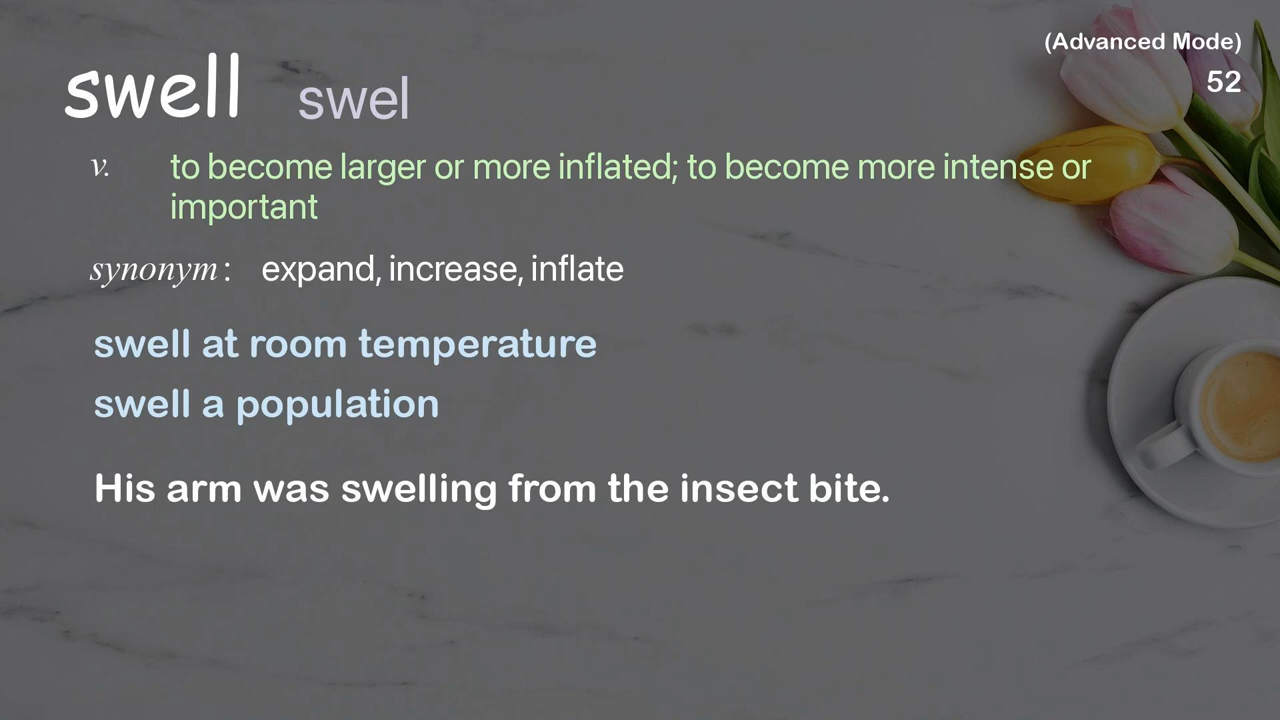 (Advanced Mode)
52
swell swel
v. to become larger or more inflated; to become more intense or
important
synonym: expand, increase, inflate
swell at room temperature
swell a population
His arm was swelling from the insect bite.